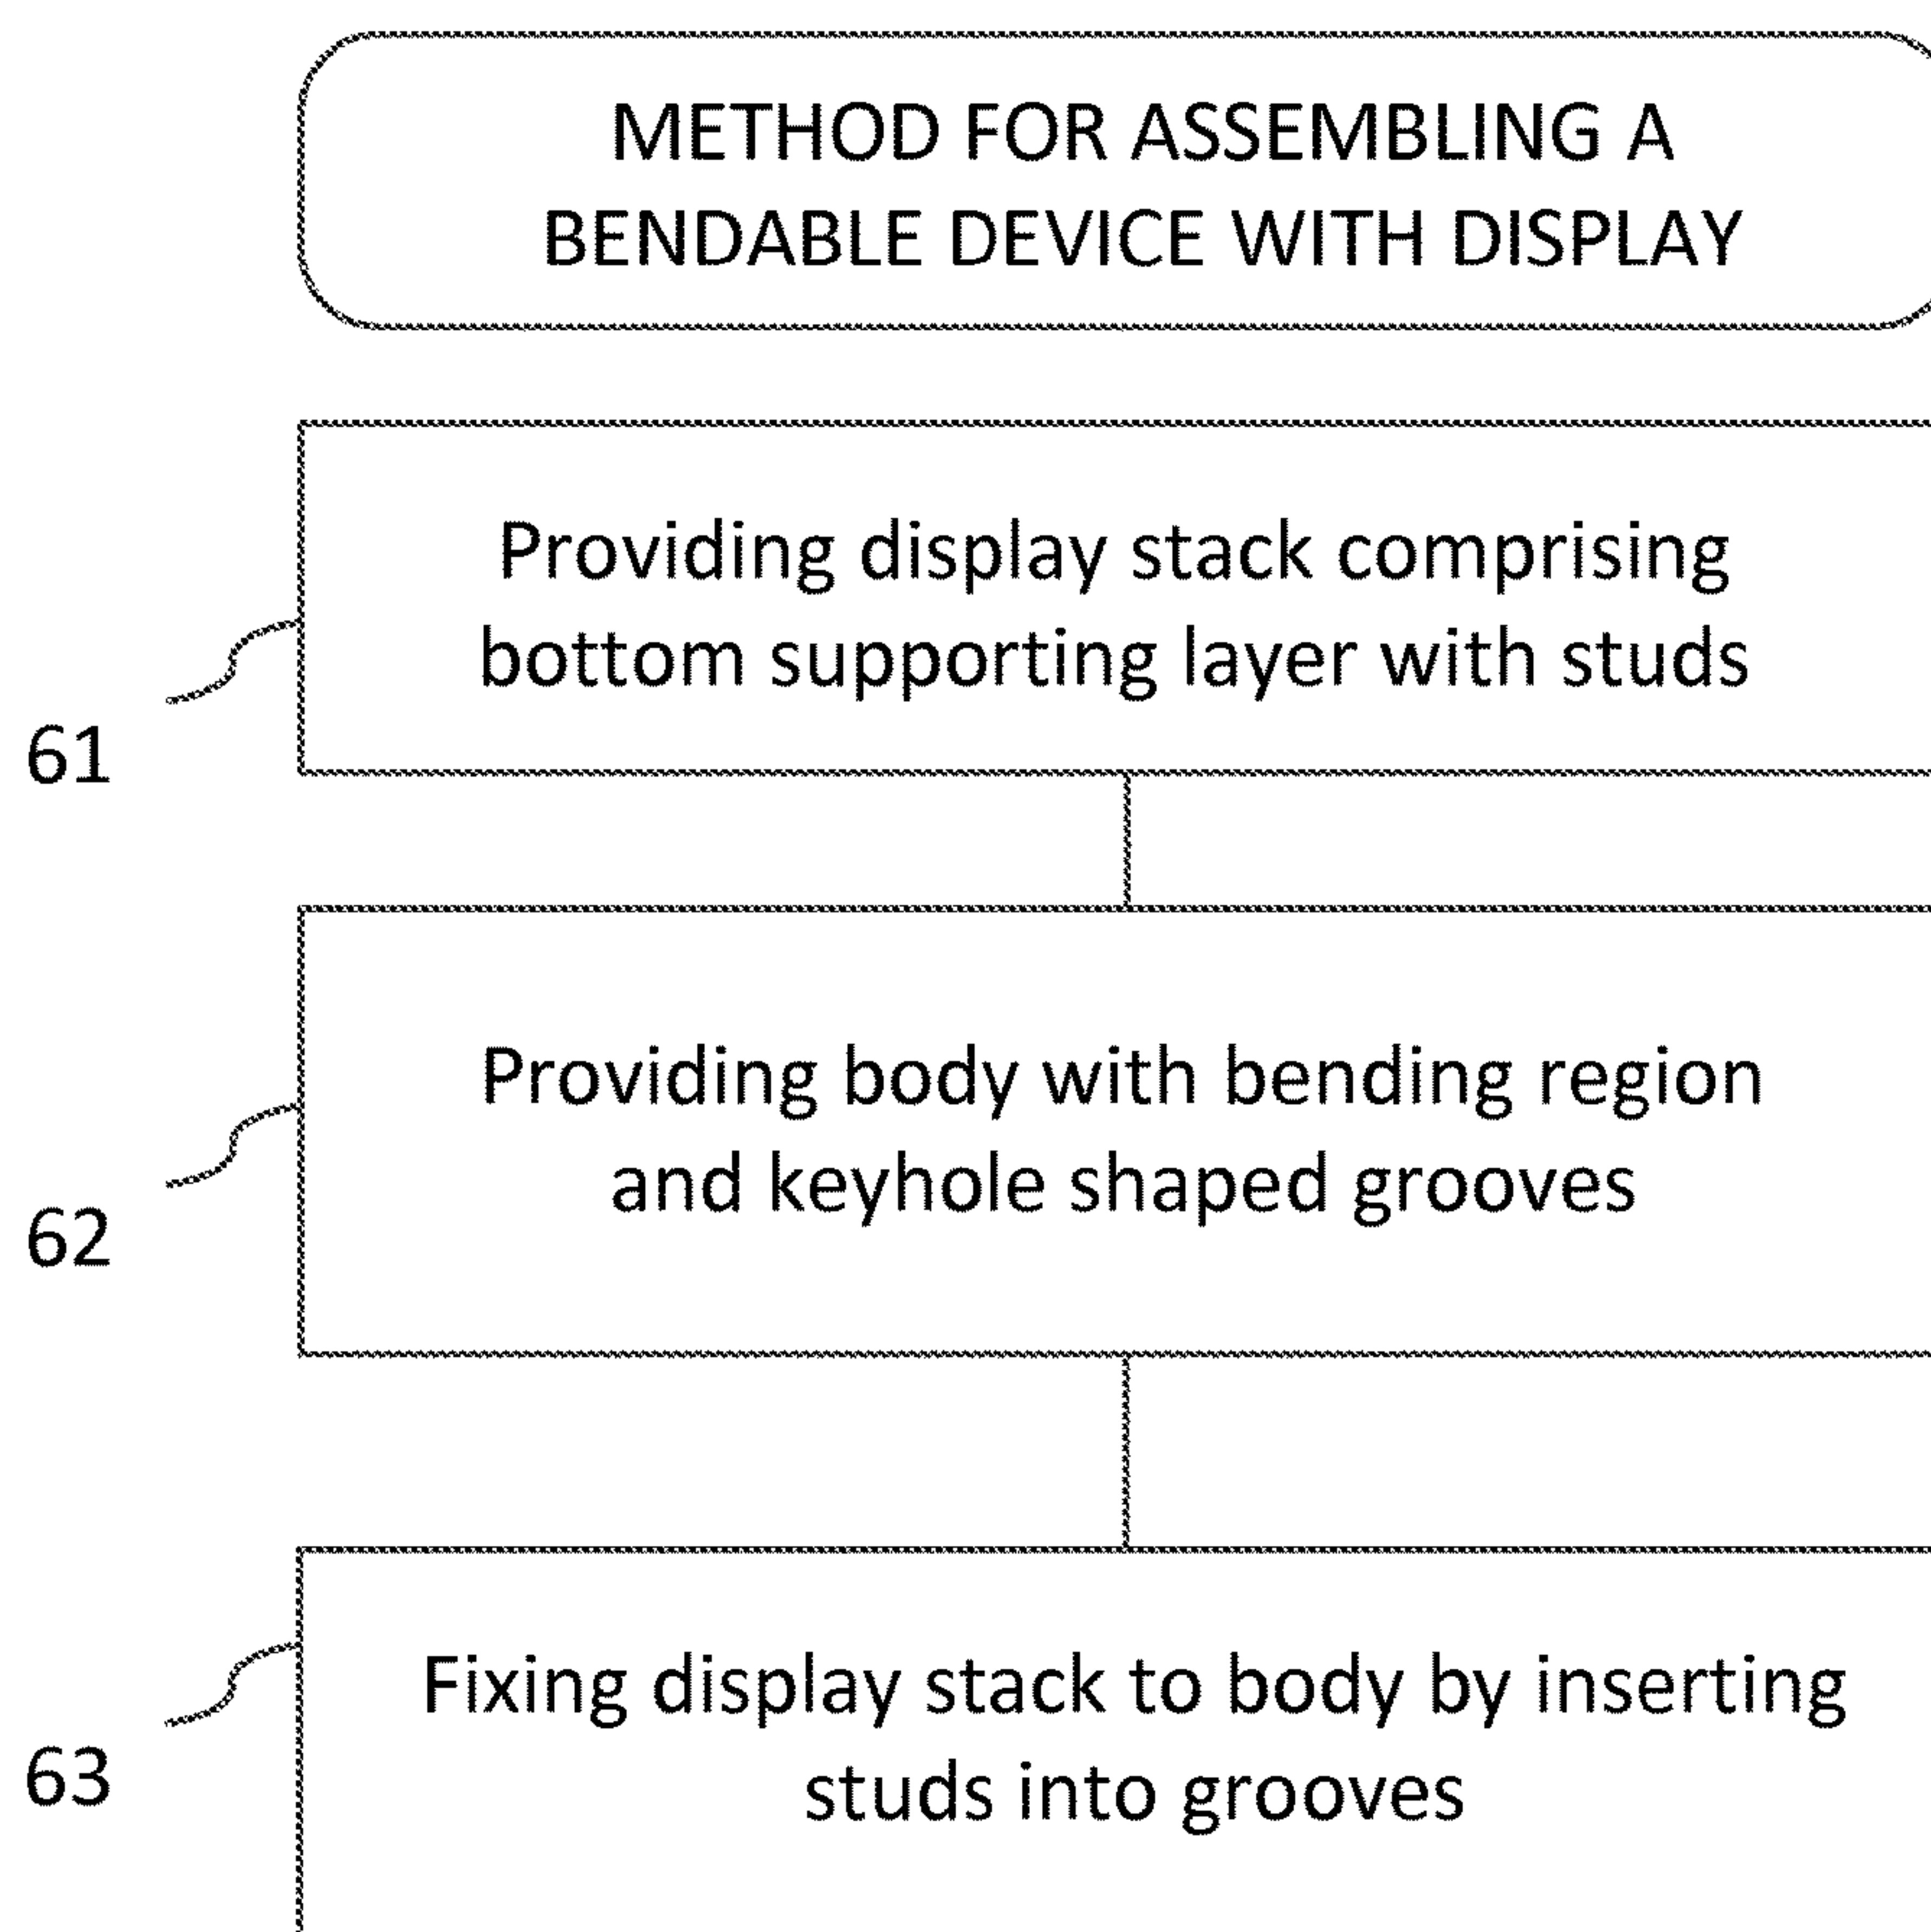 METHOD FOR ASSEMBLING A
BENDABLE DEVICE WITH DISPLAY
Providing display stack comprising
bottom supporting layer with studs
61
Providing body with bending region
and keyhole shaped grooves
62
Fixing display stack to body by inserting
studs into grooves
63